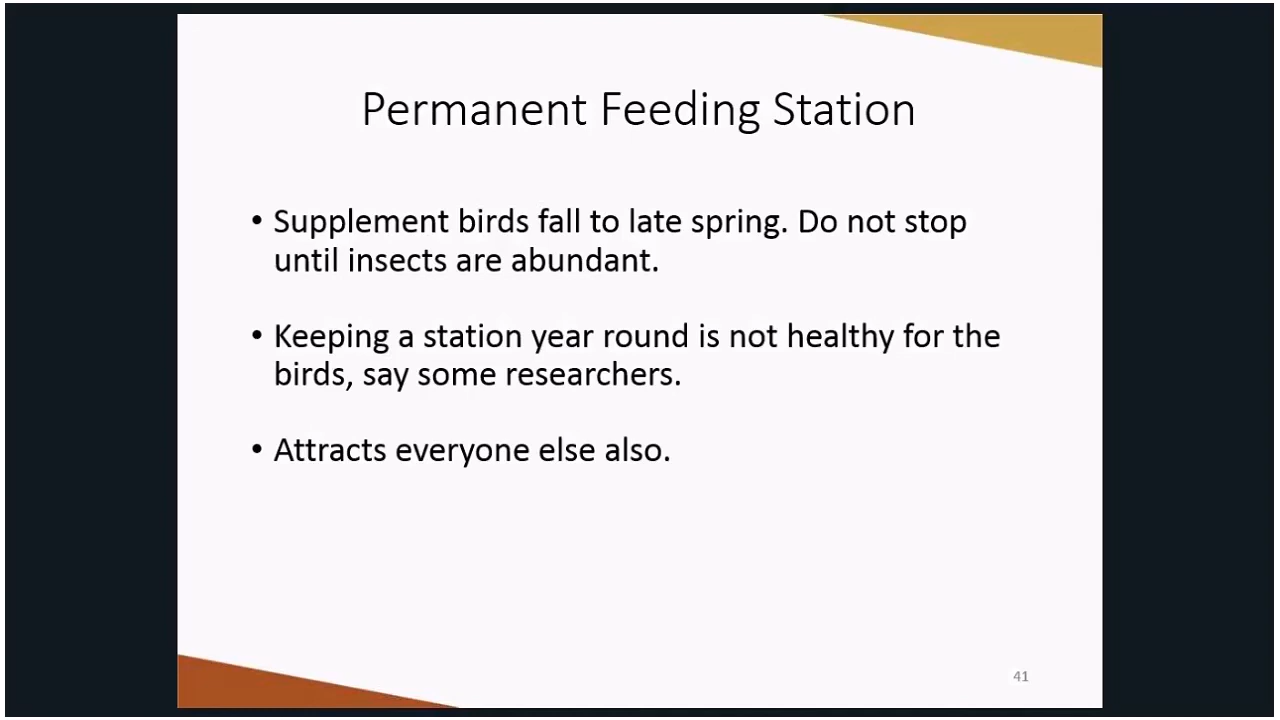 Permanent Feeding Station
• Supplement birds fall to late spring. Do not stop
until insects are abundant.
• Keeping a station year round is not healthy for the
birds, say some researchers.
• Attracts everyone else also.
41